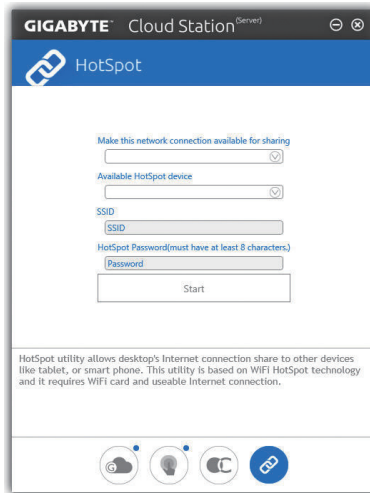 GIGABYTE™ Cloud Station(Server)
HotSpot
Make this network connection available for sharing
Available HotSpot device
SSID
SSID
HotSpot Password(must have at least 8 characters.)
Password
Start
HotSpot utility allows desktop's Internet connection share to other devices
like tablet, or smart phone. This utility is based on WiFi HotSpot technology
and it requires WiFi card and useable Internet connection.
G